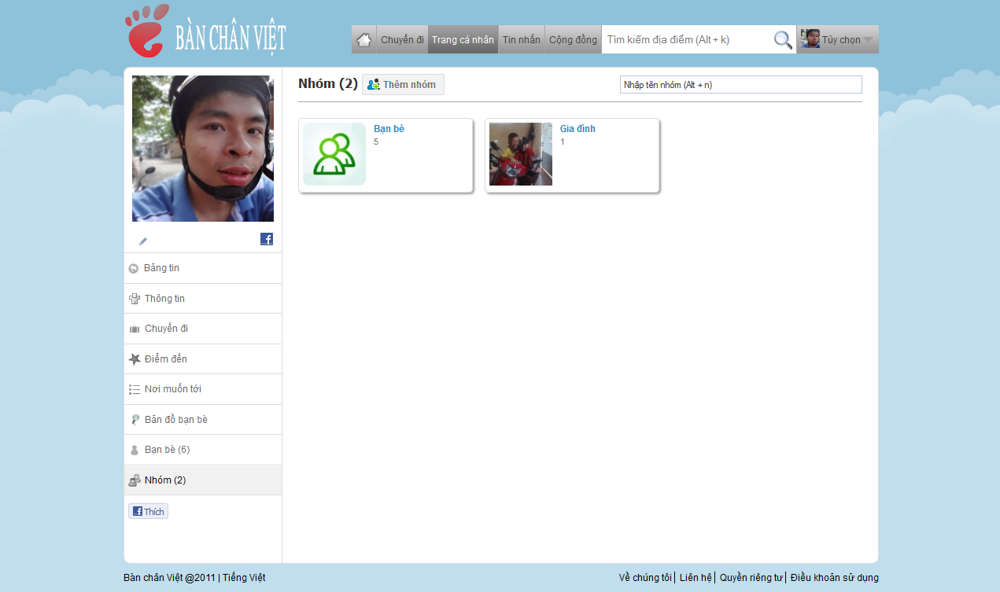 BÀN CHÂN VIỆT
Chuyến đi Trang cá nhân Tin nhắn Cộng đồng Tìm kiếm địa điểm (Alt + k) Tùy chọn
Nhóm (2) Thêm nhóm Nhập tên nhóm (Alt + n)
Bạn bè
5
Gia đình
1
Bảng tin
Thông tin
Chuyến đi
Điểm đến
Nơi muốn tới
Bản đồ bạn bè
Bạn bè (6)
Nhóm (2)
Thích
Bàn chân Việt @2011 | Tiếng Việt
Về chúng tôi | Liên hệ | Quyền riêng tư | Điều khoản sử dụng